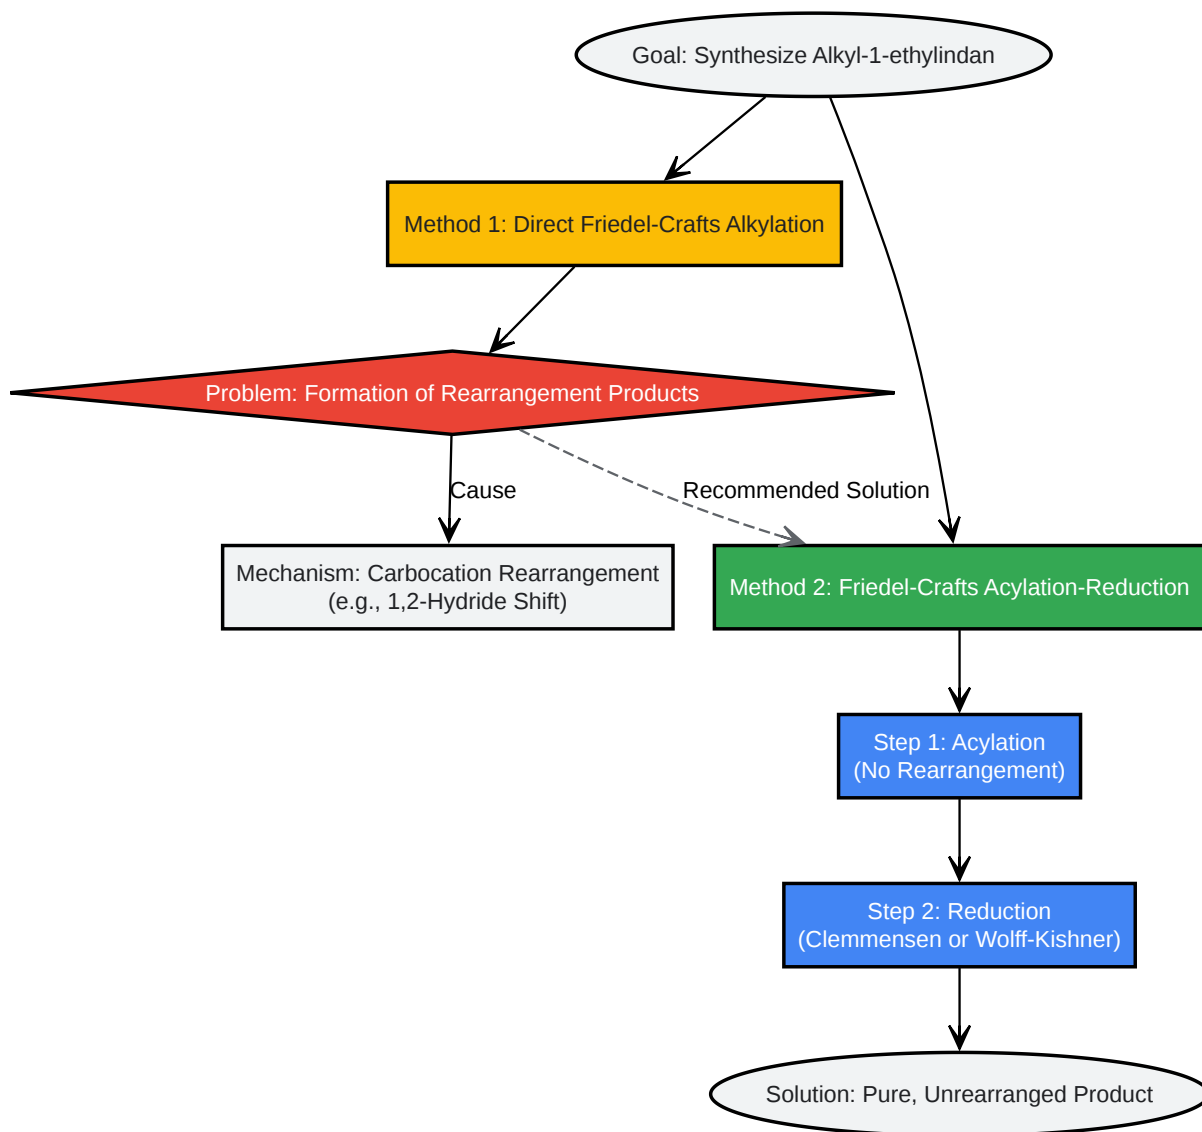 Goal: Synthesize Alkyl-1-ethylindan
Method 1: Direct Friedel-Crafts Alkylation
Problem: Formation of Rearrangement Products
Cause
Recommended Solution
Mechanism: Carbocation Rearrangement
(e.g., 1,2-Hydride Shift)
Method 2: Friedel-Crafts Acylation-Reduction
Step 1: Acylation
(No Rearrangement)
Step 2: Reduction
(Clemmensen or Wolff-Kishner)
Solution: Pure, Unrearranged Product